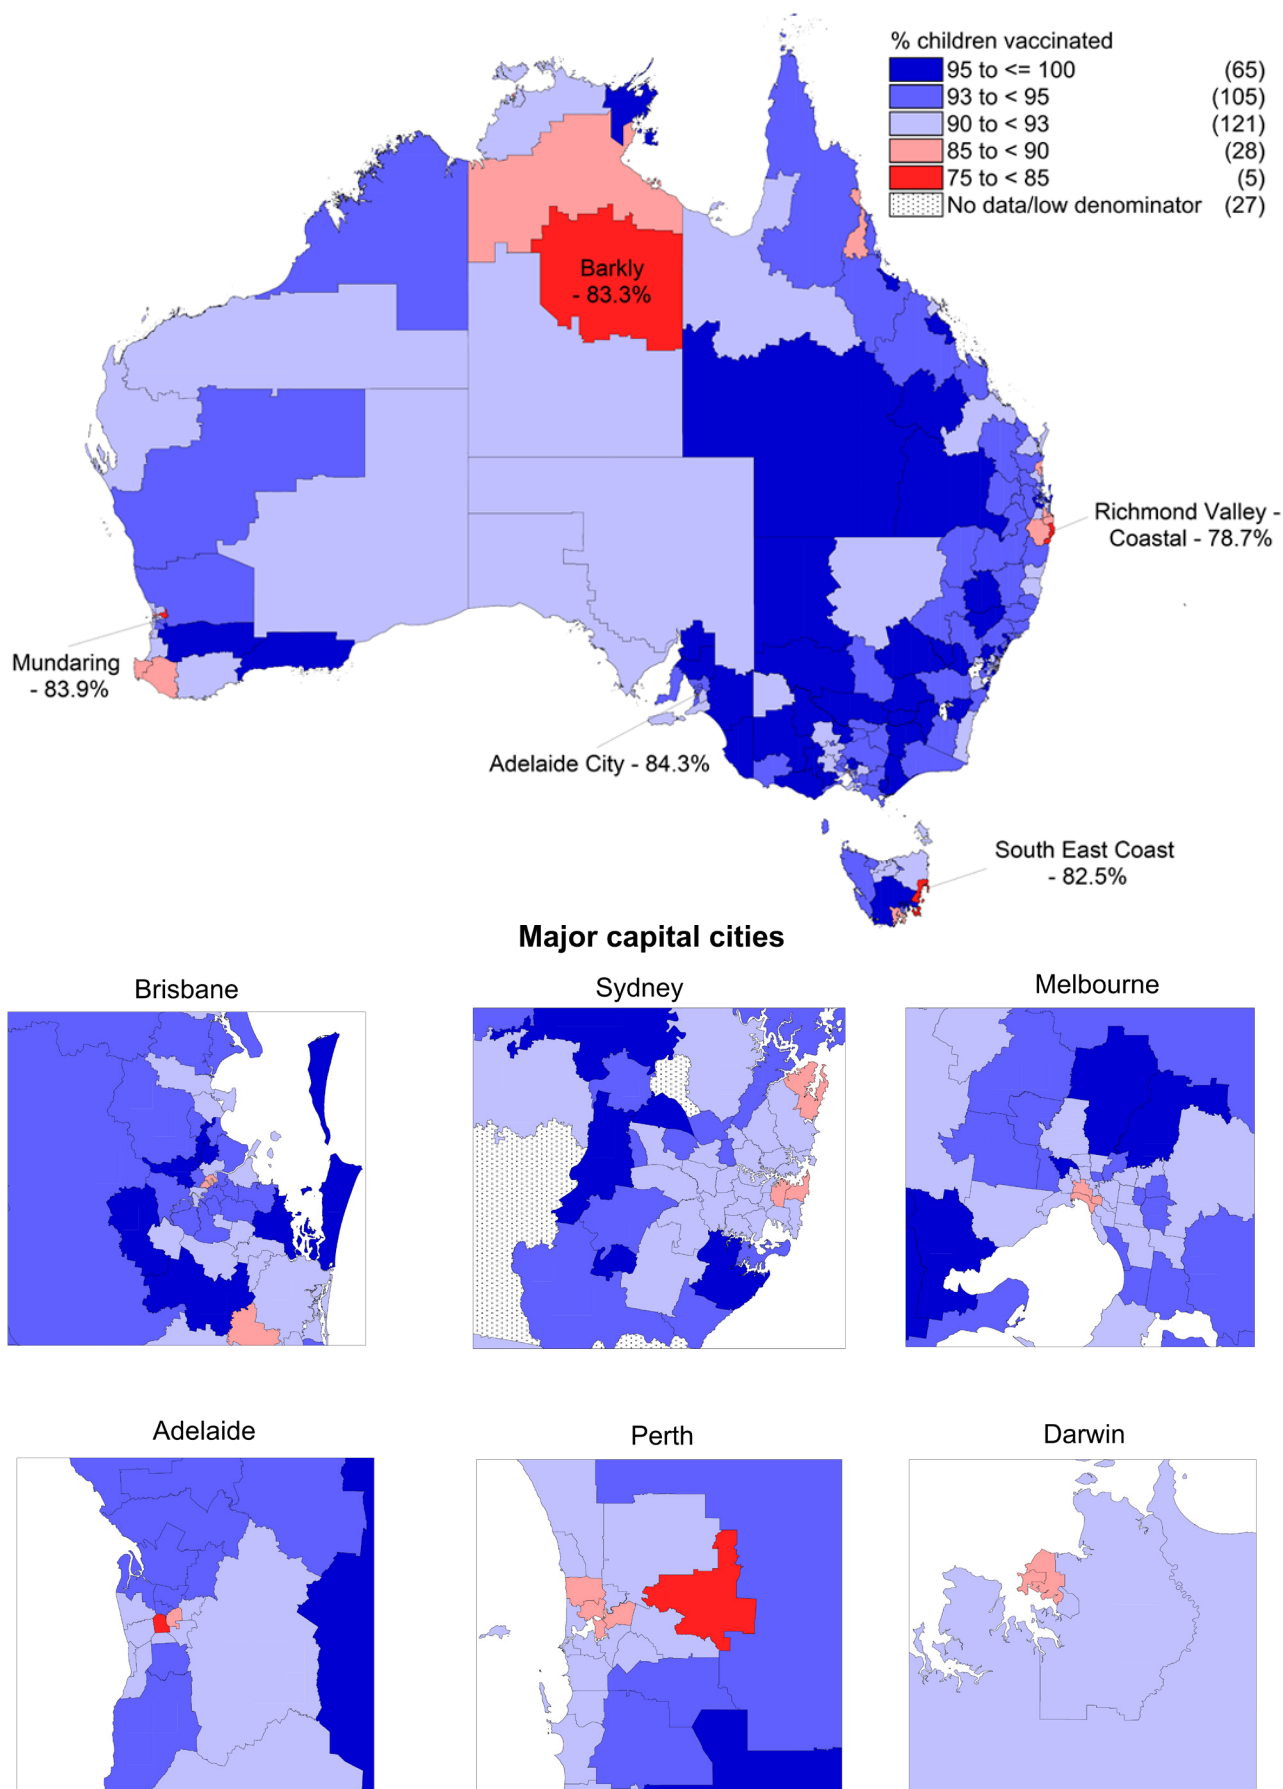 % children vaccinated
95 to <= 100 (65)
93 to < 95 (105)
90 to < 93 (121)
85 to < 90 (28)
75 to < 85 (5)
No data/low denominator (27)
Barkly
- 83.3%
Richmond Valley -
Coastal - 78.7%
Mundaring
- 83.9%
Adelaide City - 84.3%
South East Coast
- 82.5%
Major capital cities
Brisbane
Sydney
Melbourne
Adelaide
Perth
Darwin